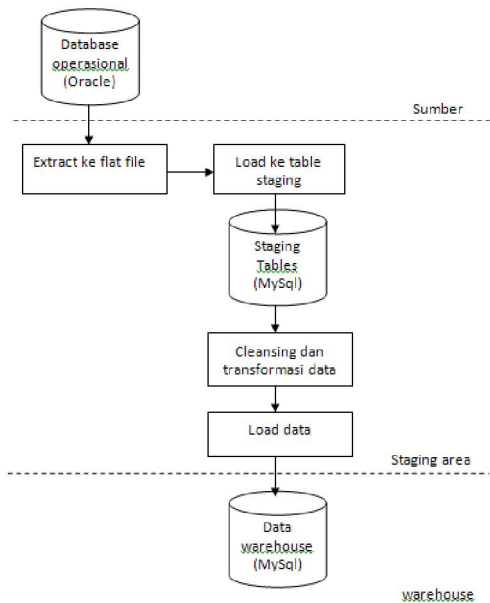 Database
operasional
(Oracle)
Sumber
Extract ke flat file
Load ke table
staging
Staging
Tables
(MySql)
Cleansing dan
transformasi data
Load data
Staging area
Data
warehouse
(MySql)
warehouse